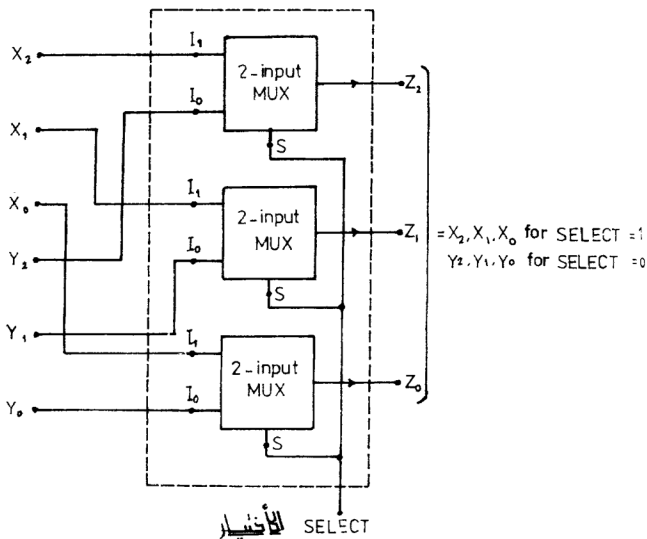 X₂
I₁
2-input
MUX
Z₂
I₀
S
X₁
I₁
2-input
MUX
Z₁
= X₂, X₁, X₀ for SELECT = 1
Y₂, Y₁, Y₀ for SELECT = 0
X₀
I₀
S
Y₂
Y₁
I₁
2-input
MUX
Z₀
I₀
Y₀
S
الأختيار SELECT